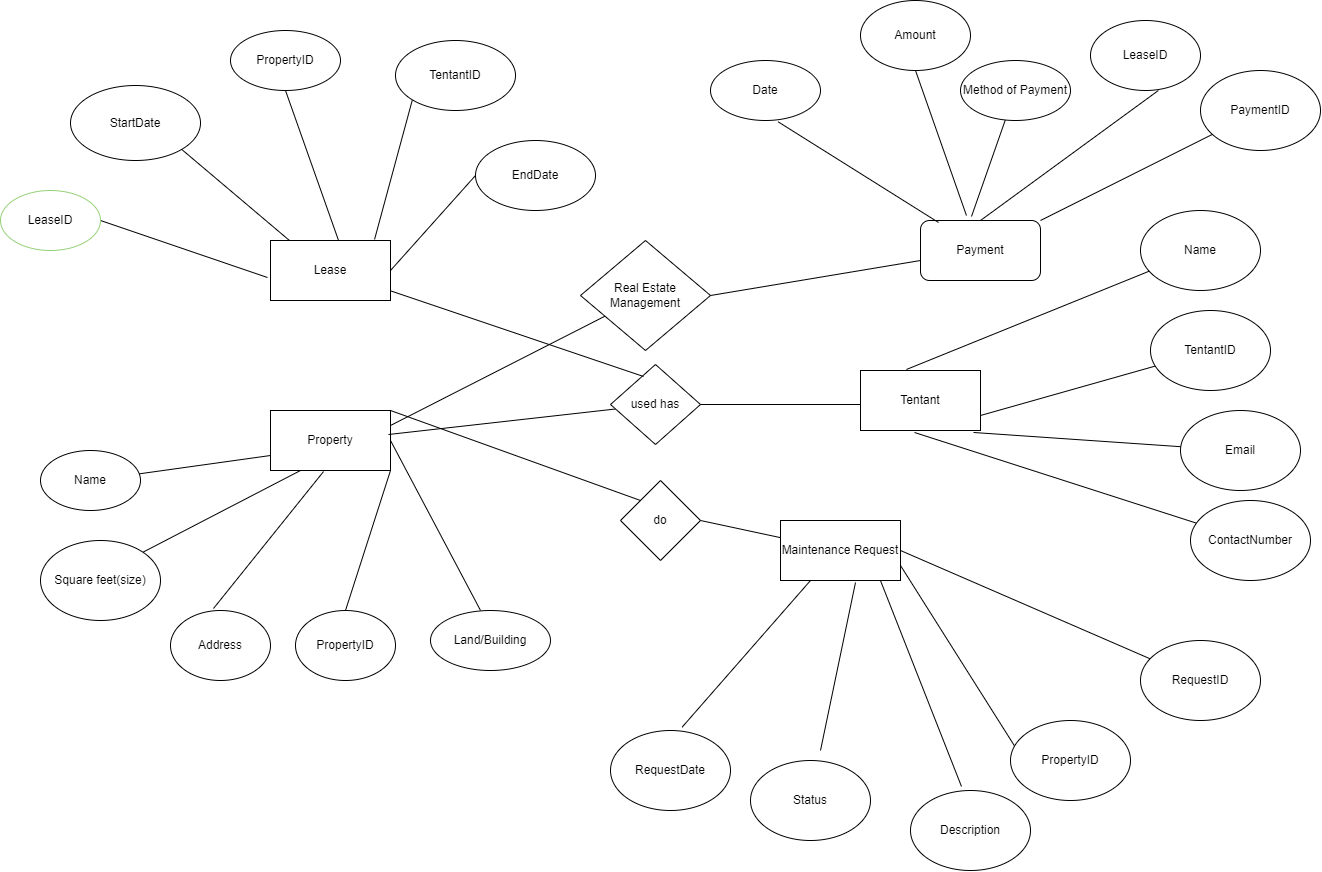 Amount
LeaseID
PropertyID
TentantID
Date
Method of Payment
PaymentID
StartDate
EndDate
LeaseID
Lease
Payment
Name
Real Estate
Management
TentantID
used has
Tentant
Property
Email
Name
do
ContactNumber
Maintenance Request
Square feet(size)
Address
PropertyID
Land/Building
RequestID
RequestDate
PropertyID
Status
Description